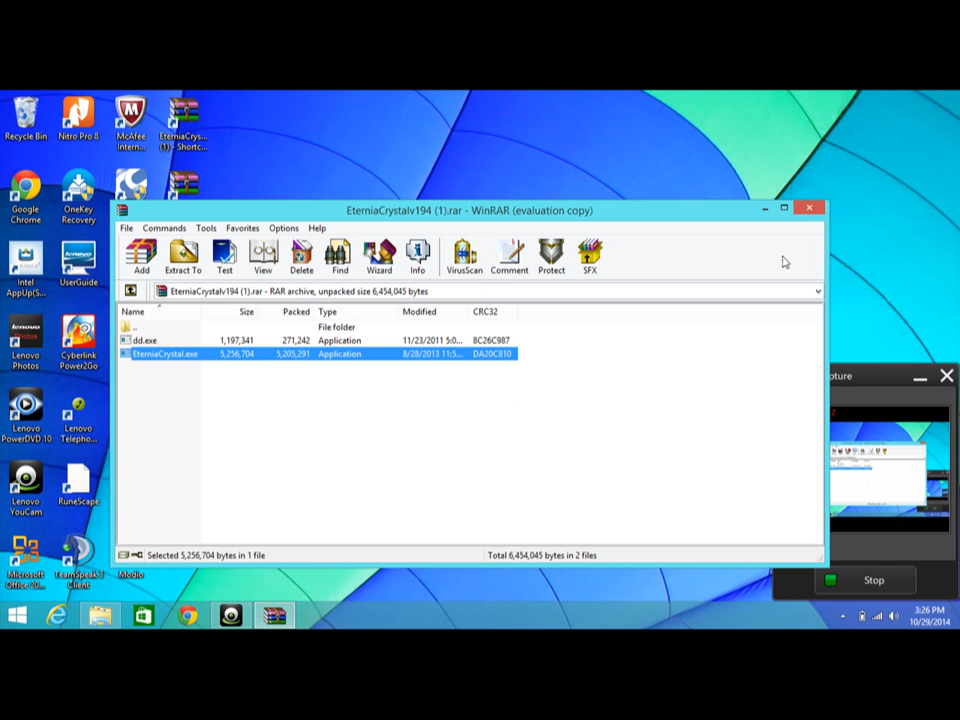 Recycle Bin
Nitro Pro 8
McAfee
Intern...
EterniaCrys...
(1) - Shortc...
Google
Chrome
OneKey
Recovery
Intel
AppUp(S...
UserGuide
Lenovo
Photos
Cyberlink
Power2Go
Lenovo
PowerDVD 10
Lenovo
Telepho...
Lenovo
YouCam
RuneScape
Microsoft
Office 20...
TeamSpeak 3
Client
Modio
EterniaCrystalv194 (1).rar - WinRAR (evaluation copy)
File Commands Tools Favorites Options Help
Add Extract To Test View Delete Find Wizard Info VirusScan Comment Protect SFX
EterniaCrystalv194 (1).rar - RAR archive, unpacked size 6,454,045 bytes
Name Size Packed Type Modified CRC32
.. File folder
dd.exe 1,197,341 271,242 Application 11/23/2011 5:0... 8C26C987
EterniaCrystal.exe 5,256,704 5,205,291 Application 8/28/2013 11:5... DA20C810
Selected 5,256,704 bytes in 1 file Total 6,454,045 bytes in 2 files
pture
Stop
3:26 PM
10/29/2014